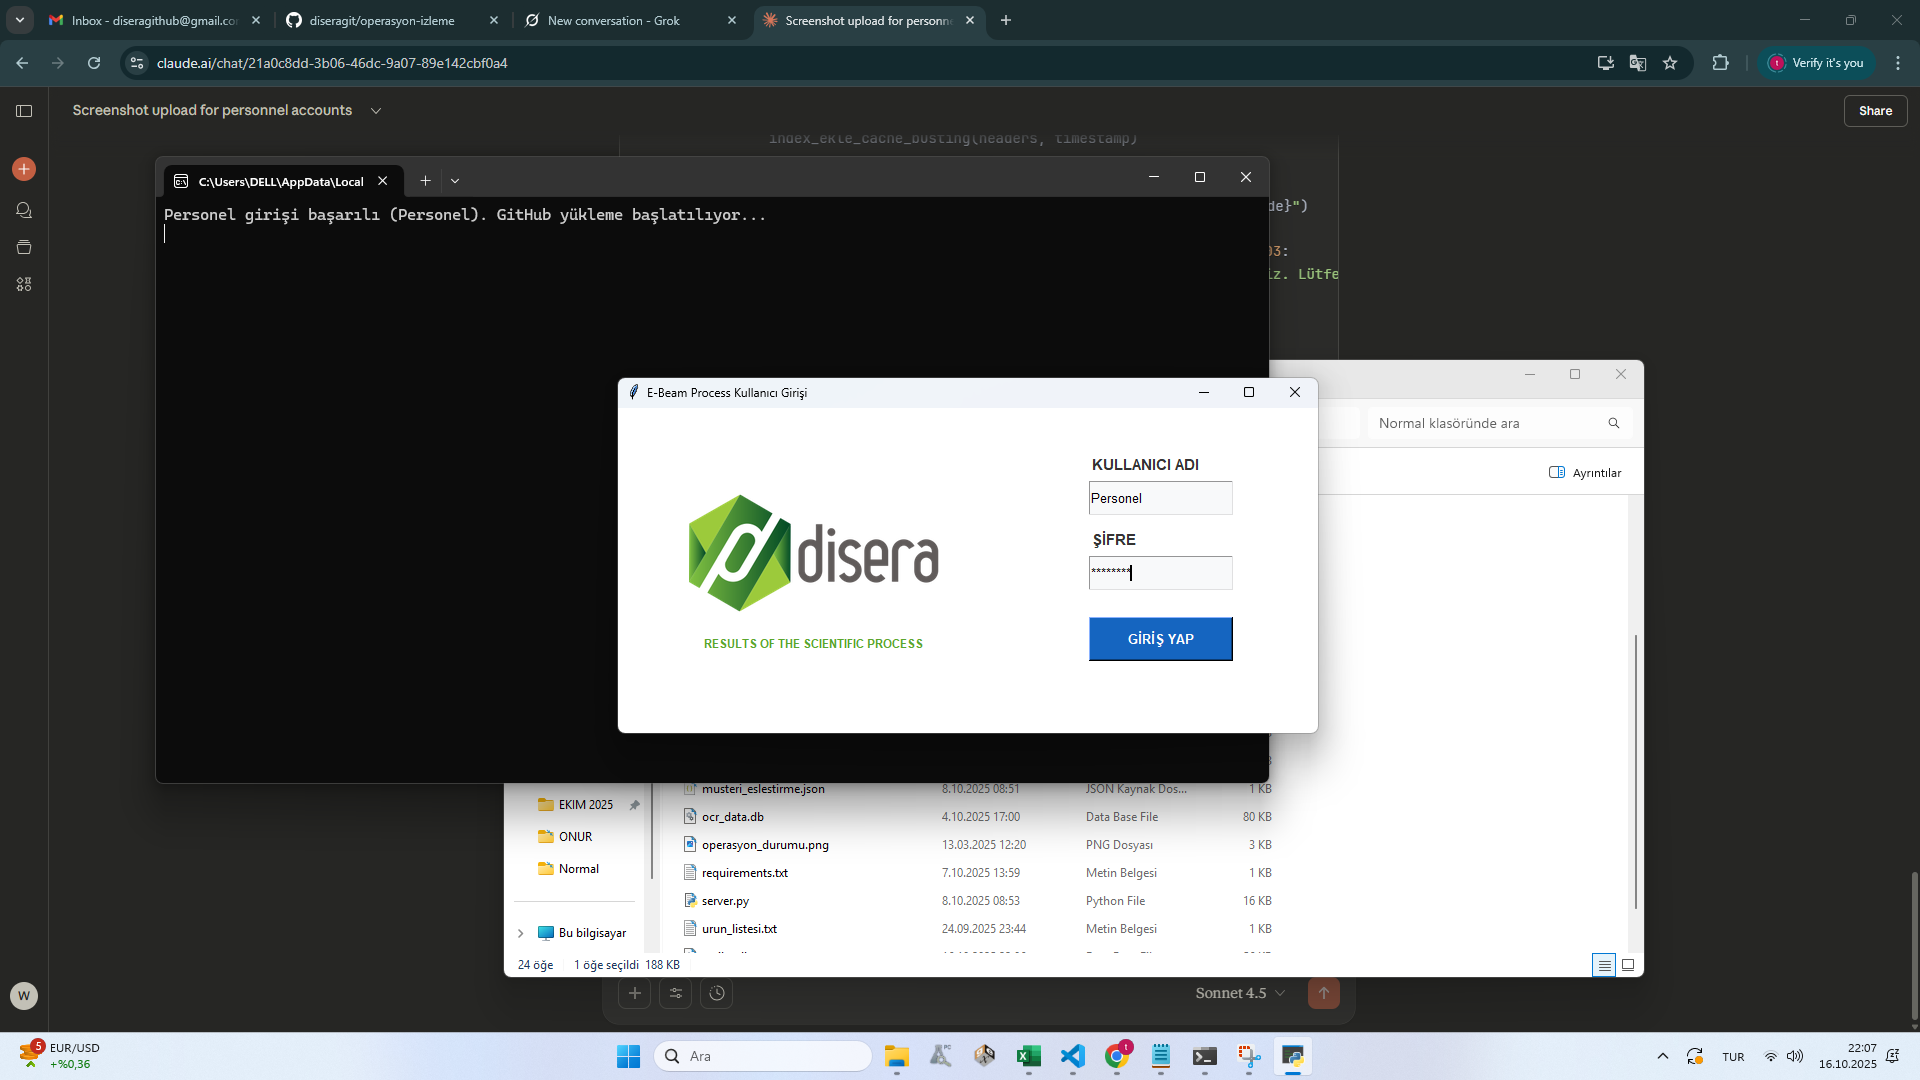 Inbox - diseragithub@gmail.co
diseragit/operasyon-izleme
New conversation - Grok
Screenshot upload for personne
claude.ai/chat/21a0c8dd-3b06-46dc-9a07-89e142cbf0a4
Verify it's you
Screenshot upload for personnel accounts
Share
index_ekle_cache_busting(headers, timestamp)
C:\Users\DELL\AppData\Local
Personel girişi başarılı (Personel). GitHub yükleme başlatılıyor...
de}")
03:
iz. Lütfe
E-Beam Process Kullanıcı Girişi
Normal klasöründe ara
Ayrıntılar
KULLANICI ADI
Personel
ŞİFRE
********
GİRİŞ YAP
disera
RESULTS OF THE SCIENTIFIC PROCESS
musteri_eslestirme.json 8.10.2025 08:51 JSON Kaynak Dos... 1 KB
EKIM 2025
ocr_data.db 4.10.2025 17:00 Data Base File 80 KB
ONUR
operasyon_durumu.png 13.03.2025 12:20 PNG Dosyası 3 KB
Normal
requirements.txt 7.10.2025 13:59 Metin Belgesi 1 KB
server.py 8.10.2025 08:53 Python File 16 KB
Bu bilgisayar
urun_listesi.txt 24.09.2025 23:44 Metin Belgesi 1 KB
24 öğe 1 öğe seçildi 188 KB
W
Sonnet 4.5
5
EUR/USD
+%0,36
Ara
t
TUR
22:07
16.10.2025